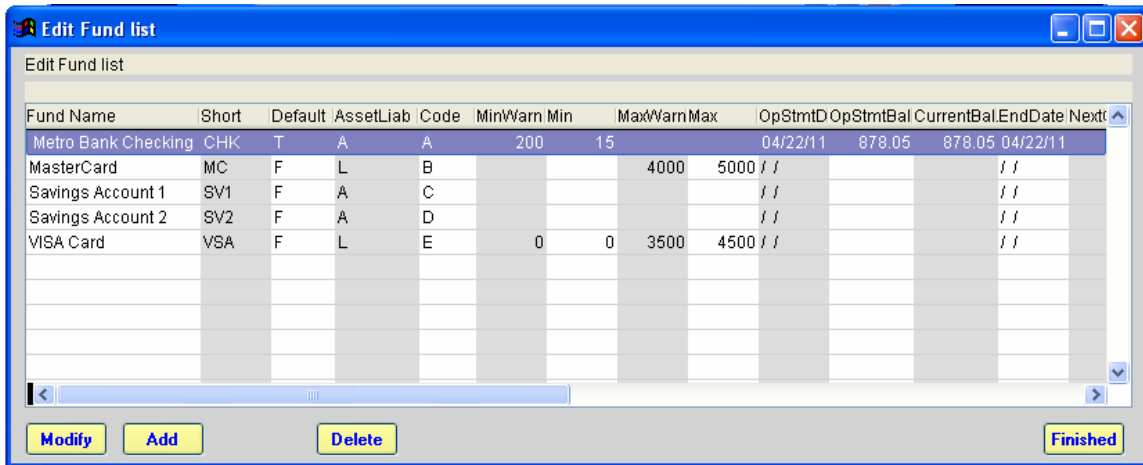 Edit Fund list
Edit Fund list
Fund Name Short Default AssetLiab Code MinWarn Min MaxWarn Max OpStmtD OpStmtBal CurrentBal. EndDate Next
Metro Bank Checking CHK T A A 200 15 04/22/11 878.05 878.05 04/22/11
MasterCard MC F L B 4000 5000 / / / /
Savings Account 1 SV1 F A C / / / /
Savings Account 2 SV2 F A D / / / /
VISA Card VSA F L E 0 0 3500 4500 / / / /
Modify Add Delete Finished